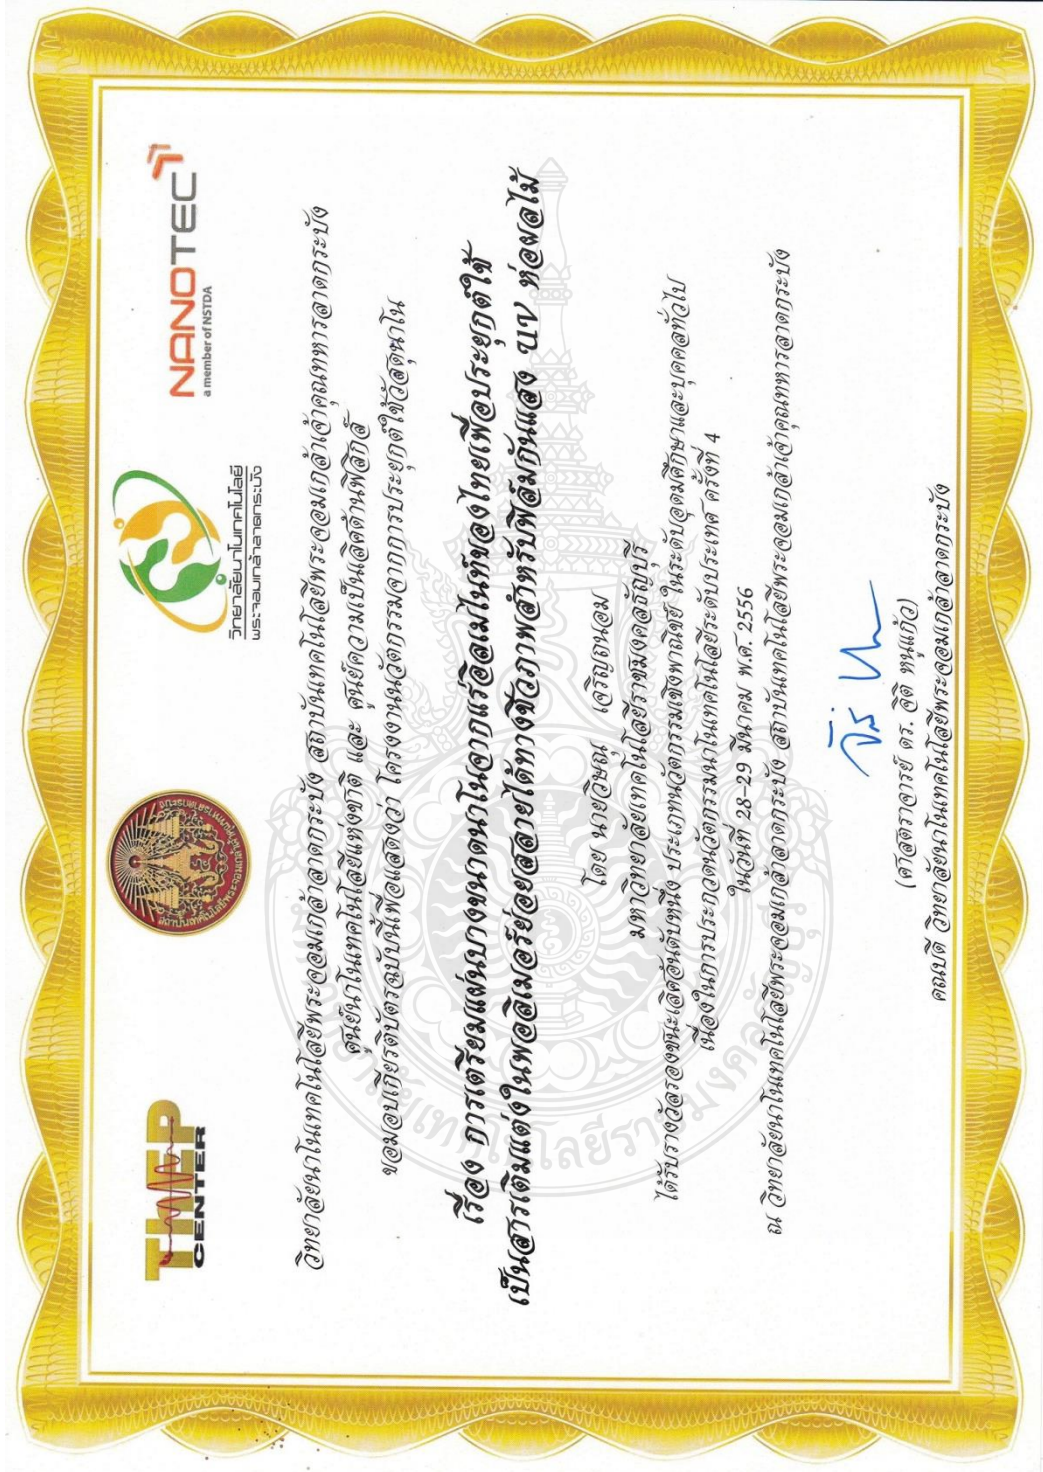 THEP
CENTER
วิทยาลัยนาโนเทคโนโลยี
พระจอมเกล้าลาดกระบัง
NANOTEC
a member of NSTDA
วิทยาลัยนาโนเทคโนโลยีพระจอมเกล้าลาดกระบัง สถาบันเทคโนโลยีพระจอมเกล้าเจ้าคุณทหารลาดกระบัง
ศูนย์นาโนเทคโนโลยีแห่งชาติ และ ศูนย์ความเป็นเลิศด้านฟิสิกส์
ขอมอบเกียรติบัตรฉบับนี้เพื่อแสดงว่า โครงงานนวัตกรรมจากการประยุกต์ใช้วัสดุนาโน
เรื่อง การเตรียมแผ่นบางขนาดนาโนจากแร่อิลเมไนท์ของไทยเพื่อประยุกต์ใช้
เป็นสารเติมแต่งในพอลิเมอร์ย่อยสลายได้ทางชีวภาพสำหรับฟิล์มกันแสง UV ห่อผลไม้
โดย นายวิษณุ เจริญถนอม
มหาวิทยาลัยเทคโนโลยีราชมงคลธัญบุรี
ได้รับรางวัลรองชนะเลิศอันดับหนึ่ง ประเภทนวัตกรรมเชิงพาณิชย์ ในระดับอุดมศึกษาและบุคคลทั่วไป
เนื่องในการประกวดนวัตกรรมนาโนเทคโนโลยีระดับประเทศ ครั้งที่ 4
ในวันที่ 28-29 มีนาคม พ.ศ. 2556
ณ วิทยาลัยนาโนเทคโนโลยีพระจอมเกล้าลาดกระบัง สถาบันเทคโนโลยีพระจอมเกล้าเจ้าคุณทหารลาดกระบัง
(ศาสตราจารย์ ดร. จิติ หนูแก้ว)
คณบดี วิทยาลัยนาโนเทคโนโลยีพระจอมเกล้าลาดกระบัง